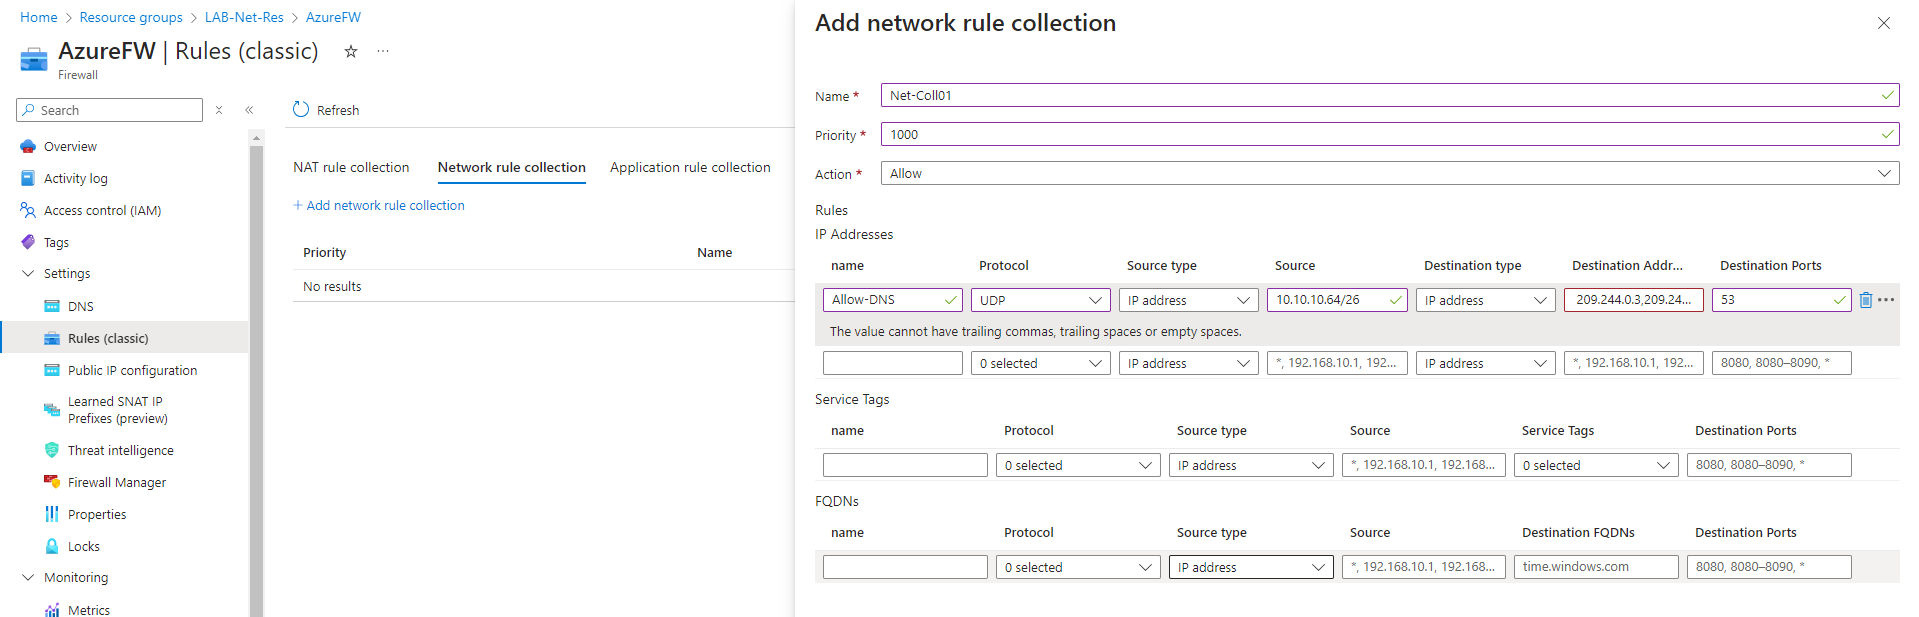 Home > Resource groups > LAB-Net-Res > AzureFW
AzureFW | Rules (classic)
Firewall
Search
Overview
Activity log
Access control (IAM)
Tags
Settings
DNS
Rules (classic)
Public IP configuration
Learned SNAT IP
Prefixes (preview)
Threat intelligence
Firewall Manager
Properties
Locks
Monitoring
Metrics
Refresh
NAT rule collection Network rule collection Application rule collection
+ Add network rule collection
Priority Name
No results
Add network rule collection
Name * Net-Coll01
Priority * 1000
Action * Allow
Rules
IP Addresses
name Protocol Source type Source Destination type Destination Addr... Destination Ports
Allow-DNS UDP IP address 10.10.10.64/26 IP address 209.244.0.3,209.24... 53
The value cannot have trailing commas, trailing spaces or empty spaces.
0 selected IP address *, 192.168.10.1, 192... IP address *, 192.168.10.1, 192... 8080, 8080–8090, *
Service Tags
name Protocol Source type Source Service Tags Destination Ports
0 selected IP address *, 192.168.10.1, 192.168... 0 selected 8080, 8080–8090, *
FQDNs
name Protocol Source type Source Destination FQDNs Destination Ports
0 selected IP address *, 192.168.10.1, 192.168... time.windows.com 8080, 8080–8090, *